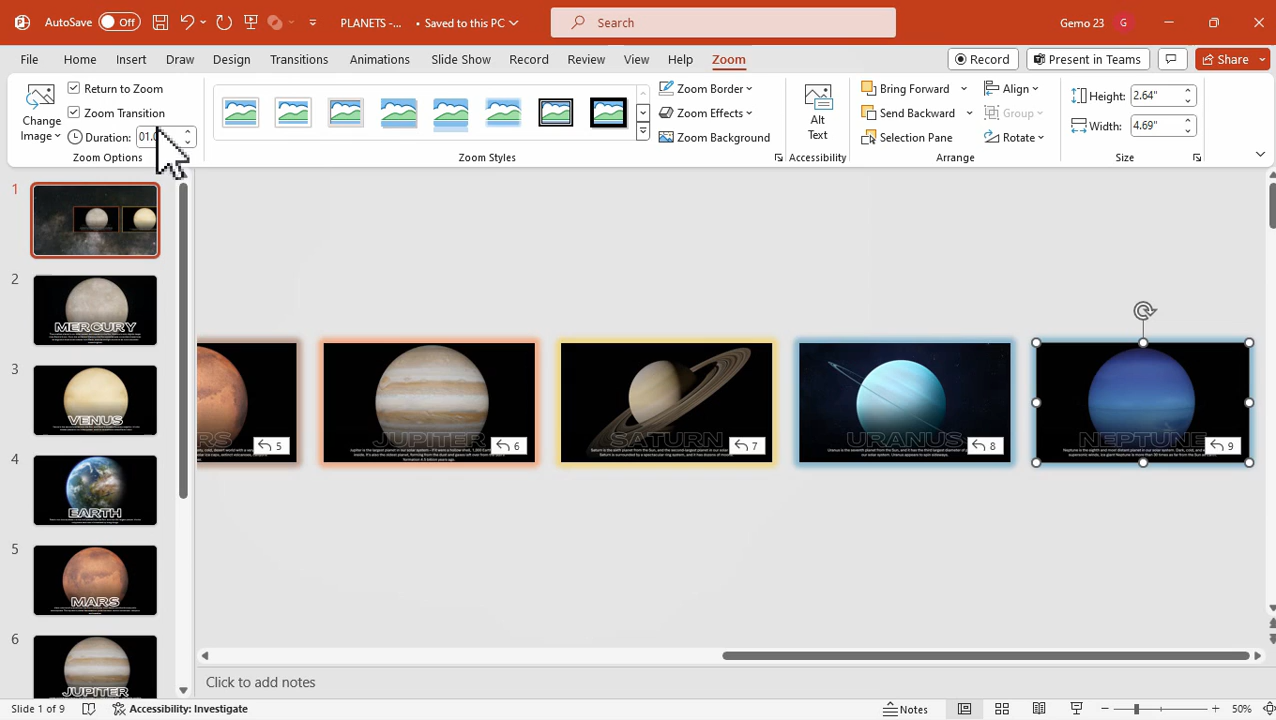 AutoSave Off PLANETS -... • Saved to this PC Search Gemo 23 G
File Home Insert Draw Design Transitions Animations Slide Show Record Review View Help Zoom Record Present in Teams Share
Change Image
Return to Zoom
Zoom Transition
Duration:
Zoom Options
Zoom Border
Zoom Effects
Zoom Background
Zoom Styles
Alt Text
Accessibility
Bring Forward
Send Backward
Selection Pane
Align
Group
Rotate
Arrange
Height: 2.64"
Width: 4.69"
Size
1
2
MERCURY
3
VENUS
4
EARTH
5
MARS
6
JUPITER
5
JUPITER
6
SATURN
7
URANUS
8
NEPTUNE
9
Click to add notes
Slide 1 of 9 Accessibility: Investigate Notes 50%